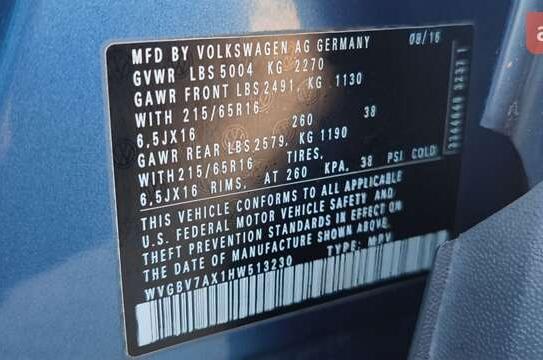 MFD BY VOLKSWAGEN AG GERMANY 08/16
GVWR LBS 5004 KG 2270
GAWR FRONT LBS 2491, KG 1130
WITH 215/65R16
6,5JX16 260 38
GAWR REAR LBS 2579, KG 1190
WITH 215/65R16 TIRES,
6,5JX16 RIMS, AT 260 KPA, 38 PSI COLD
THIS VEHICLE CONFORMS TO ALL APPLICABLE
U.S. FEDERAL MOTOR VEHICLE SAFETY AND
THEFT PREVENTION STANDARDS IN EFFECT ON
THE DATE OF MANUFACTURE SHOWN ABOVE.
WVGBV7AX1HW513230 TYPE: MPV